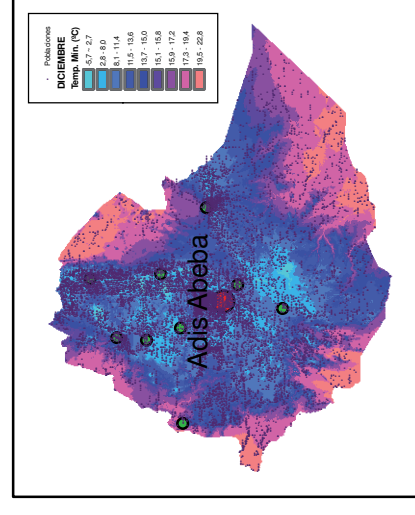 Poblaciones
DICIEMBRE
Temp. Mín. (ºC)
-5,7 - 2,7
2,8 - 8,0
8,1 - 11,4
11,5 - 13,6
13,7 - 15,0
15,1 - 15,8
15,9 - 17,2
17,3 - 19,4
19,5 - 22,8
Adis Abeba